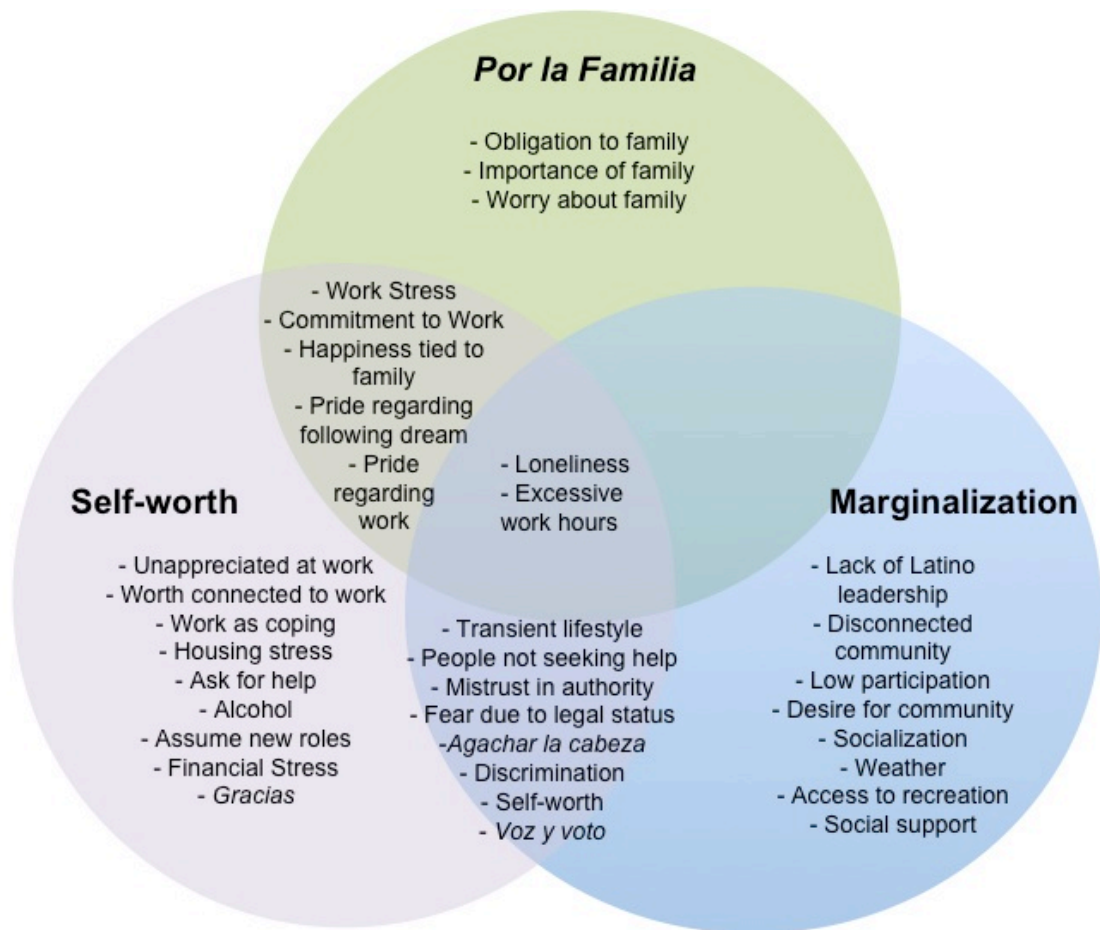 Por la Familia
- Obligation to family
- Importance of family
- Worry about family
- Work Stress
- Commitment to Work
- Happiness tied to
family
- Pride regarding
following dream
- Pride
regarding
work
- Loneliness
- Excessive
work hours
Self-worth
- Unappreciated at work
- Worth connected to work
- Work as coping
- Housing stress
- Ask for help
- Alcohol
- Assume new roles
- Financial Stress
- Gracias
- Transient lifestyle
- People not seeking help
- Mistrust in authority
- Fear due to legal status
-Agachar la cabeza
- Discrimination
- Self-worth
- Voz y voto
Marginalization
- Lack of Latino
leadership
- Disconnected
community
- Low participation
- Desire for community
- Socialization
- Weather
- Access to recreation
- Social support